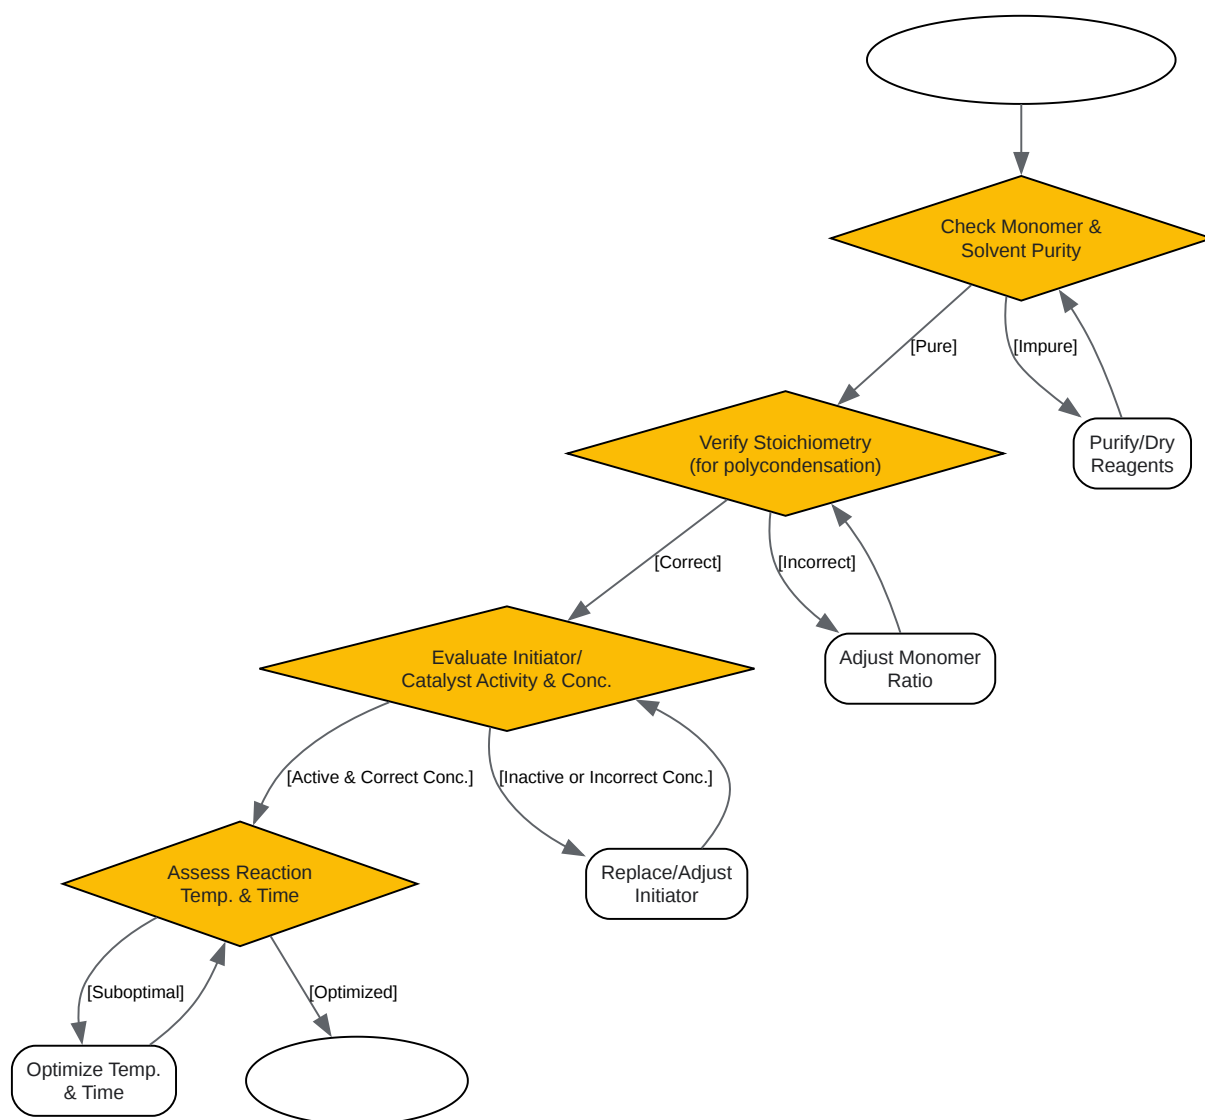 Check Monomer &
Solvent Purity
[Pure]
[Impure]
Purify/Dry
Reagents
Verify Stoichiometry
(for polycondensation)
[Correct]
[Incorrect]
Adjust Monomer
Ratio
Evaluate Initiator/
Catalyst Activity & Conc.
[Active & Correct Conc.]
[Inactive or Incorrect Conc.]
Replace/Adjust
Initiator
Assess Reaction
Temp. & Time
[Suboptimal]
[Optimized]
Optimize Temp.
& Time